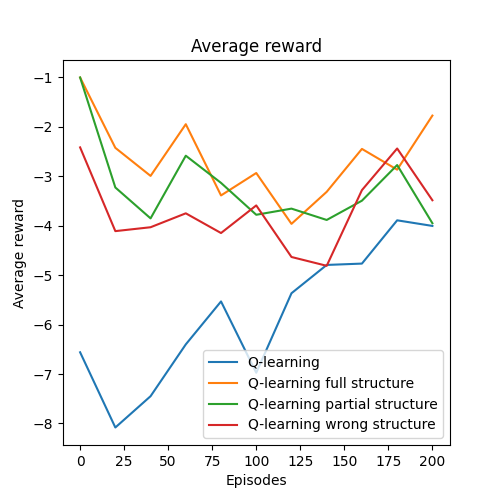 Average reward
−1
−2
−3
−4
−5
−6
−7
−8
Average reward
Q-learning
Q-learning full structure
Q-learning partial structure
Q-learning wrong structure
0 25 50 75 100 125 150 175 200
Episodes